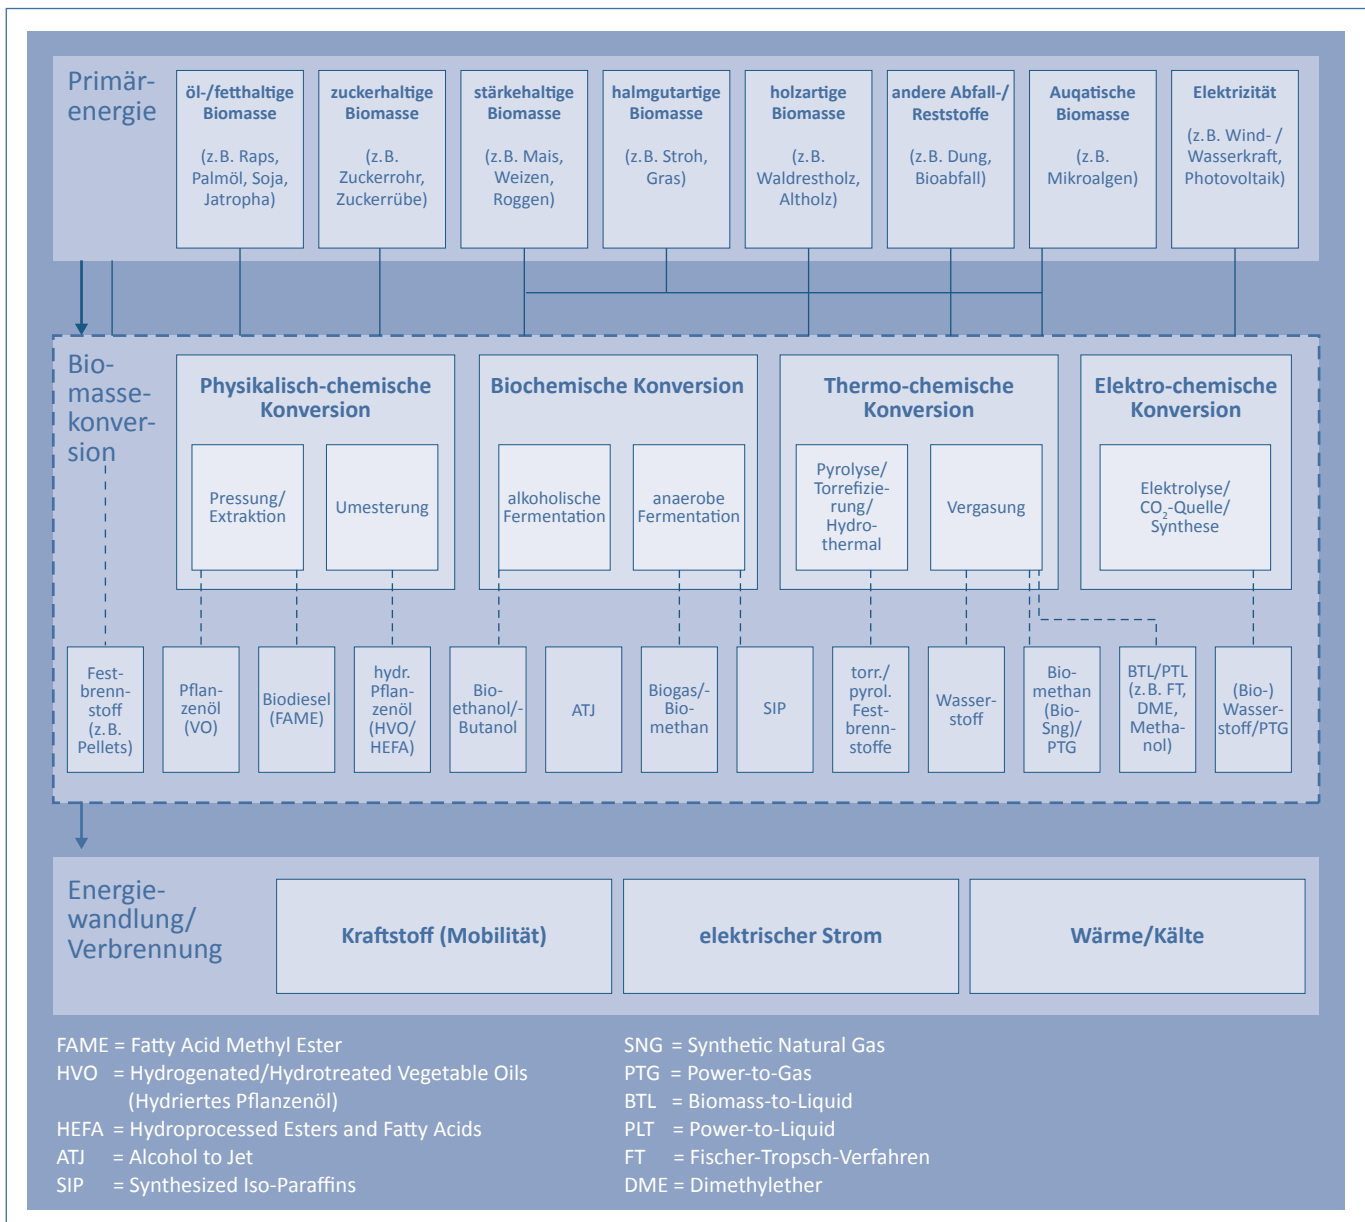 Primär-
energie
öl-/fetthaltige
Biomasse
(z.B. Raps,
Palmöl, Soja,
Jatropha)
zuckerhaltige
Biomasse
(z.B.
Zuckerrohr,
Zuckerrübe)
stärkehaltige
Biomasse
(z.B. Mais,
Weizen,
Roggen)
halmgutartige
Biomasse
(z.B. Stroh,
Gras)
holzartige
Biomasse
(z.B.
Waldrestholz,
Altholz)
andere Abfall-/
Reststoffe
(z.B. Dung,
Bioabfall)
Auqatische
Biomasse
(z.B.
Mikroalgen)
Elektrizität
(z.B. Wind- /
Wasserkraft,
Photovoltaik)
Bio-
masse-
konver-
sion
Physikalisch-chemische
Konversion
Pressung/
Extraktion
Umesterung
Biochemische Konversion
alkoholische
Fermentation
anaerobe
Fermentation
Thermo-chemische
Konversion
Pyrolyse/
Torrefizie-
rung/
Hydro-
thermal
Vergasung
Elektro-chemische
Konversion
Elektrolyse/
CO₂-Quelle/
Synthese
Fest-
brenn-
stoff
(z.B.
Pellets)
Pflan-
zenöl
(VO)
Biodiesel
(FAME)
hydr.
Pflan-
zenöl
(HVO/
HEFA)
Bio-
ethanol/-
Butanol
ATJ
Biogas/-
Bio-
methan
SIP
torr./
pyrol.
Fest-
brenn-
stoffe
Wasser-
stoff
Bio-
methan
(Bio-
Sng)/
PTG
BTL/PTL
(z.B. FT,
DME,
Metha-
nol)
(Bio-)
Wasser-
stoff/PTG
Energie-
wandlung/
Verbrennung
Kraftstoff (Mobilität)
elektrischer Strom
Wärme/Kälte
FAME = Fatty Acid Methyl Ester
HVO = Hydrogenated/Hydrotreated Vegetable Oils
(Hydriertes Pflanzenöl)
HEFA = Hydroprocessed Esters and Fatty Acids
ATJ = Alcohol to Jet
SIP = Synthesized Iso-Paraffins
SNG = Synthetic Natural Gas
PTG = Power-to-Gas
BTL = Biomass-to-Liquid
PLT = Power-to-Liquid
FT = Fischer-Tropsch-Verfahren
DME = Dimethylether